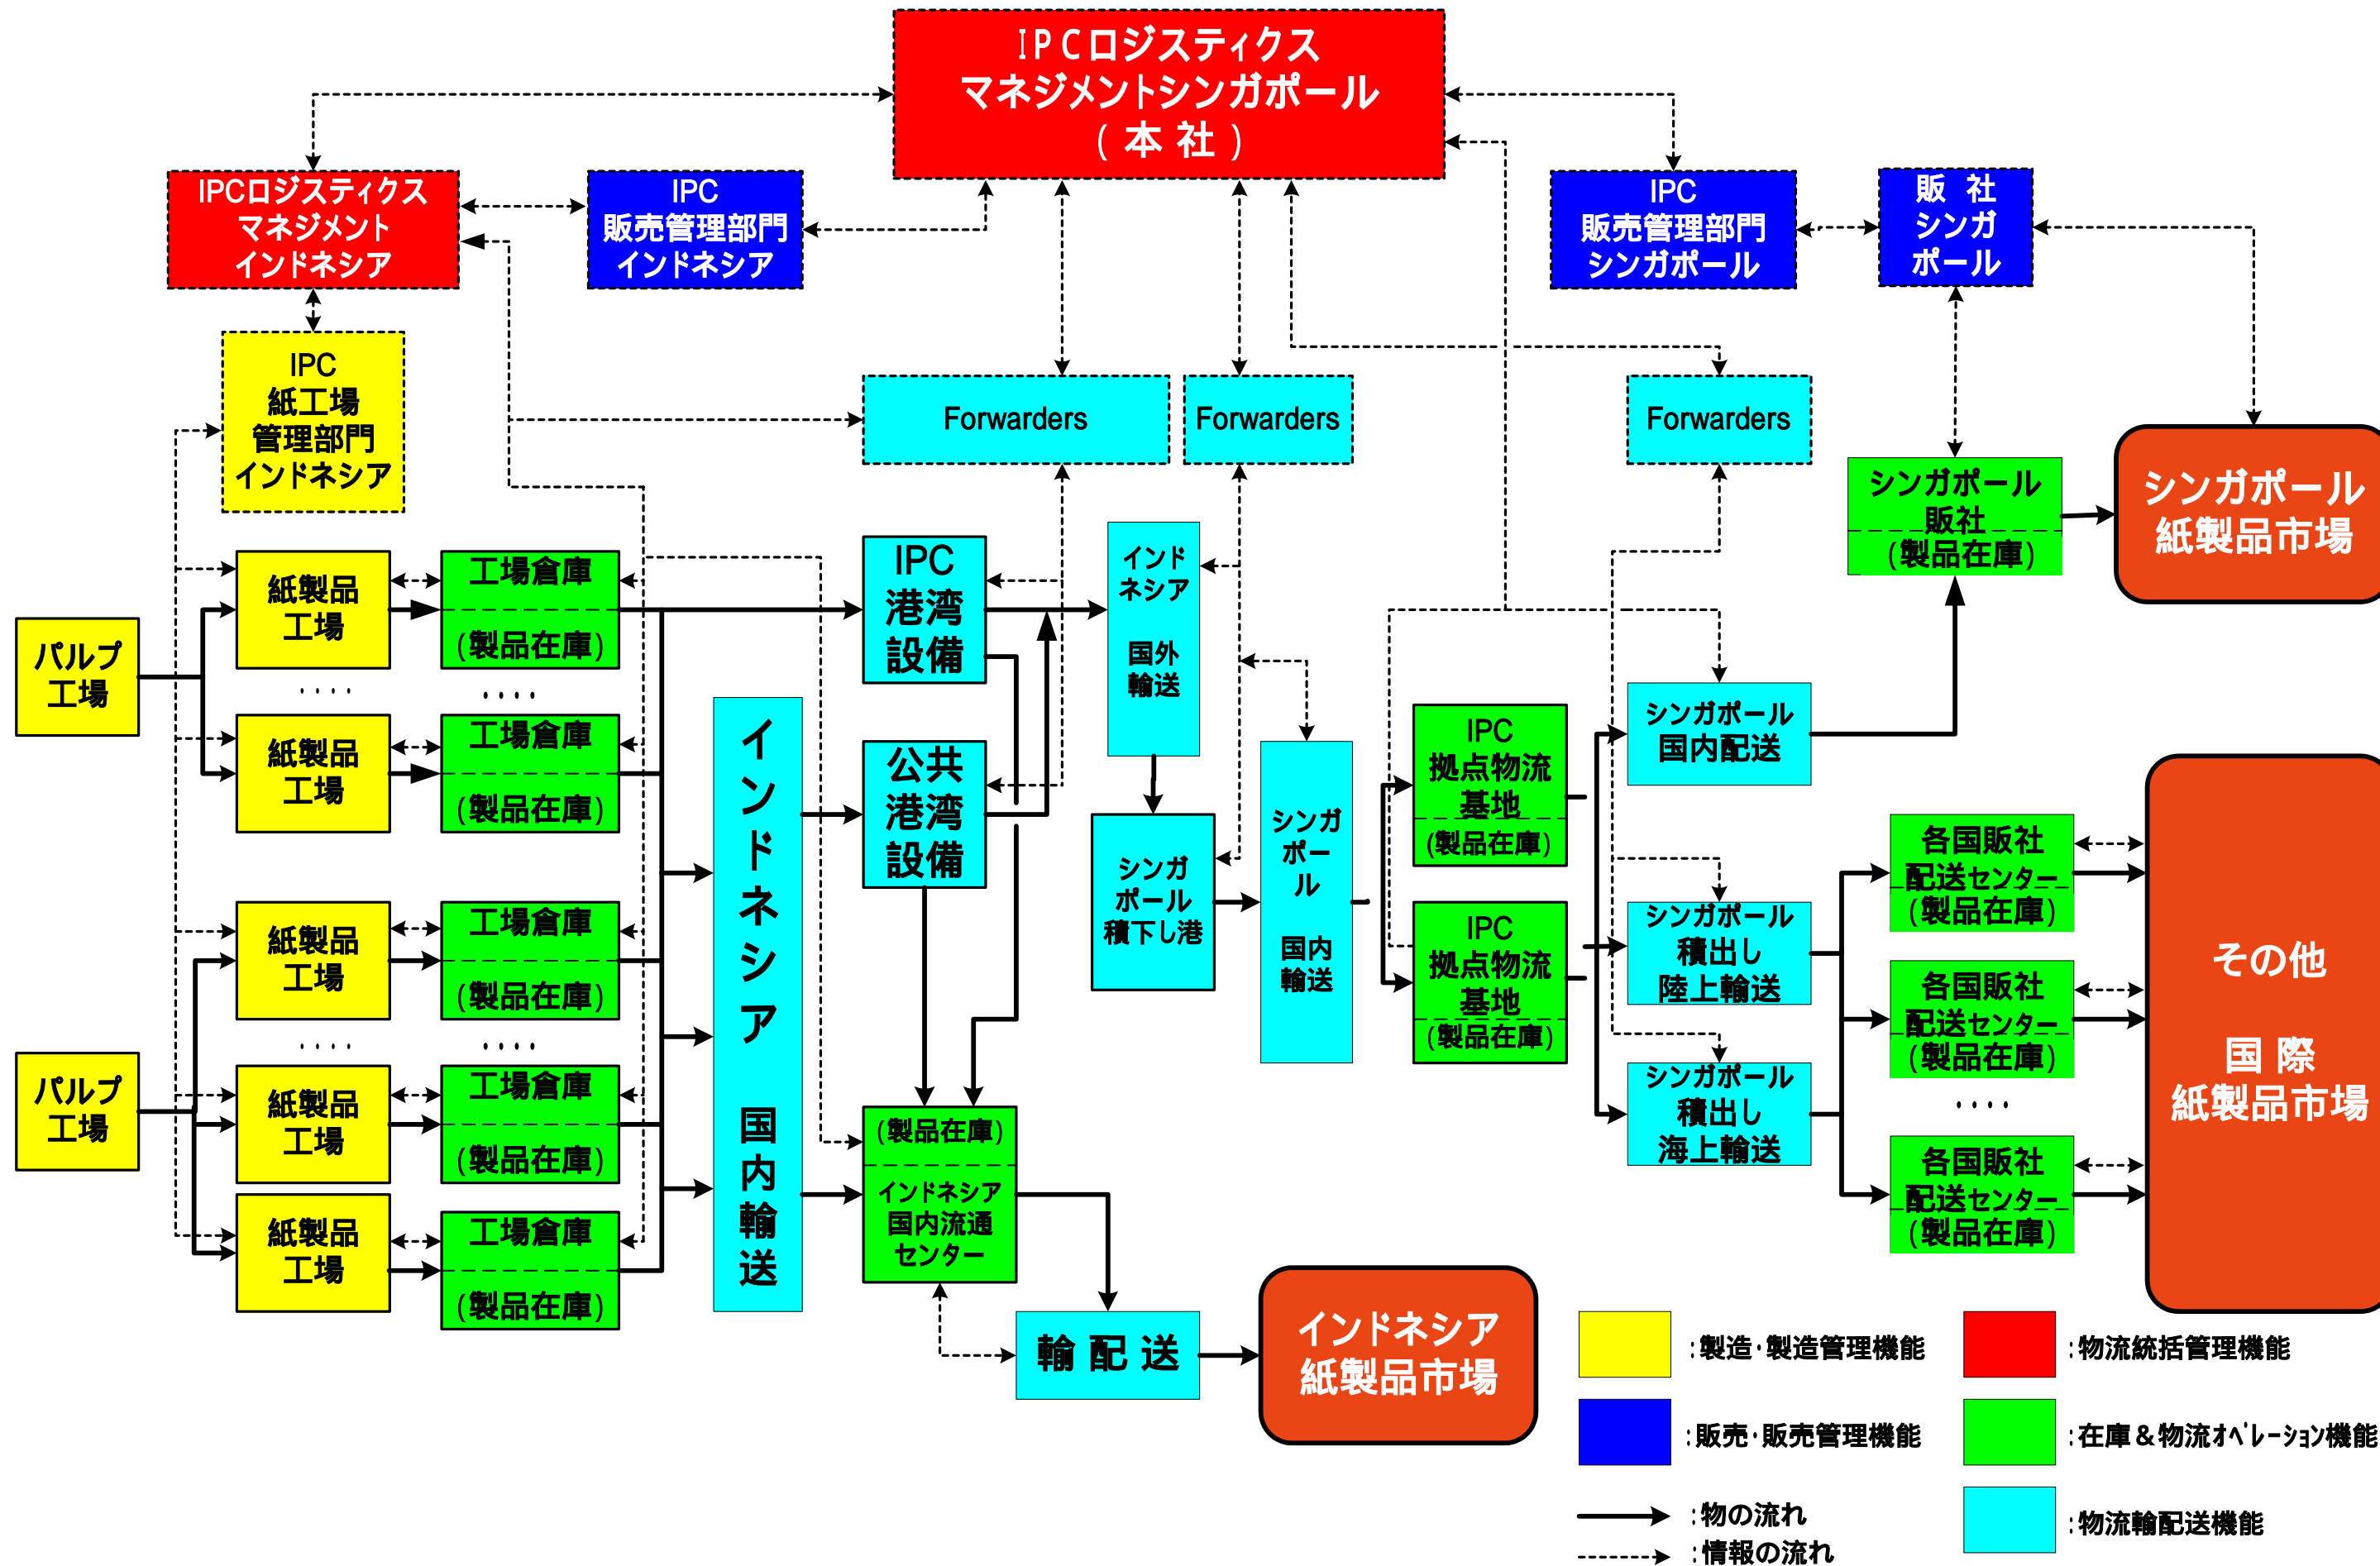 IPCロジスティクス
マネジメントシンガポール
(本社)
IPCロジスティクス
マネジメント
インドネシア
IPC
販売管理部門
インドネシア
IPC
販売管理部門
シンガポール
販社
シンガ
ポール
IPC
紙工場
管理部門
インドネシア
Forwarders
Forwarders
Forwarders
シンガポール
販社
(製品在庫)
シンガポール
紙製品市場
パルプ
工場
紙製品
工場
工場倉庫
(製品在庫)
・・・・
・・・・
紙製品
工場
工場倉庫
(製品在庫)
パルプ
工場
紙製品
工場
工場倉庫
(製品在庫)
・・・・
・・・・
紙製品
工場
工場倉庫
(製品在庫)
紙製品
工場
工場倉庫
(製品在庫)
インドネシア 国内輸送
IPC
港湾
設備
公共
港湾
設備
インド
ネシア
国外
輸送
シンガ
ポール
積下し港
シンガ
ポー
ル
国内
輸送
IPC
拠点物流
基地
(製品在庫)
IPC
拠点物流
基地
(製品在庫)
シンガポール
国内配送
シンガポール
積出し
陸上輸送
シンガポール
積出し
海上輸送
各国販社
配送センター
(製品在庫)
各国販社
配送センター
(製品在庫)
・・・・
各国販社
配送センター
(製品在庫)
その他
国際
紙製品市場
(製品在庫)
インドネシア
国内流通
センター
輸配送
インドネシア
紙製品市場
:製造・製造管理機能
:物流統括管理機能
:販売・販売管理機能
:在庫&物流オペレーション機能
:物の流れ
:物流輸配送機能
:情報の流れ